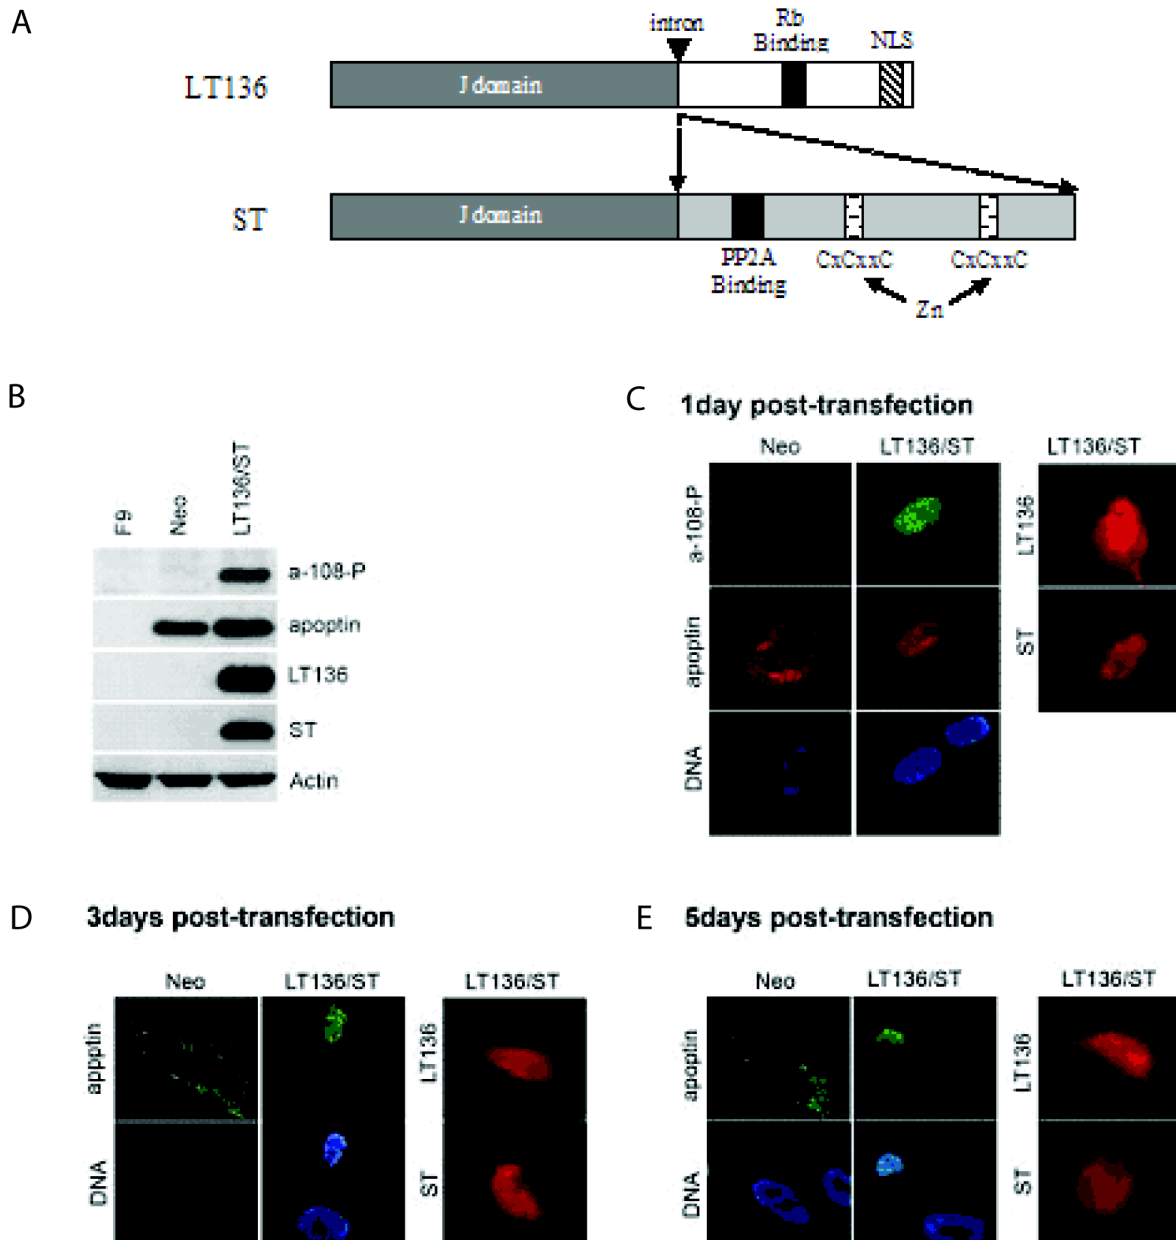 A
intron
Rb
Binding
NLS
LT136
J domain
ST
J domain
PP2A
Binding
CxCxxC
CxCxxC
Zn
B
F9
Neo
LT136/ST
a-108-P
apoptin
LT136
ST
Actin
C
1day post-transfection
Neo
LT136/ST
LT136/ST
a-108-P
LT136
apoptin
ST
DNA
D
3days post-transfection
Neo
LT136/ST
LT136/ST
appptin
LT136
DNA
ST
E
5days post-transfection
Neo
LT136/ST
LT136/ST
apoptin
LT136
DNA
ST